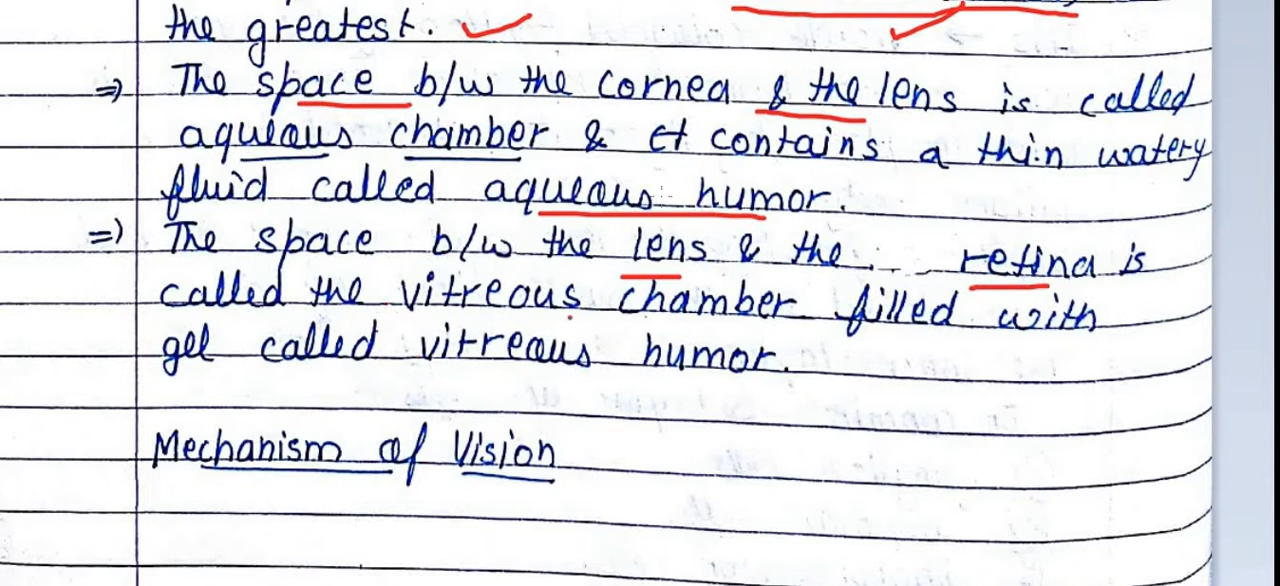 the greatest.
⇒ The space b/w the cornea & the lens is called
aqueous chamber & et contains a thin watery
fluid called aqueous humor.
⇒ The space b/w the lens & the retina is
called the vitreous chamber filled with
gel called vitreous humor.
Mechanism of Vision